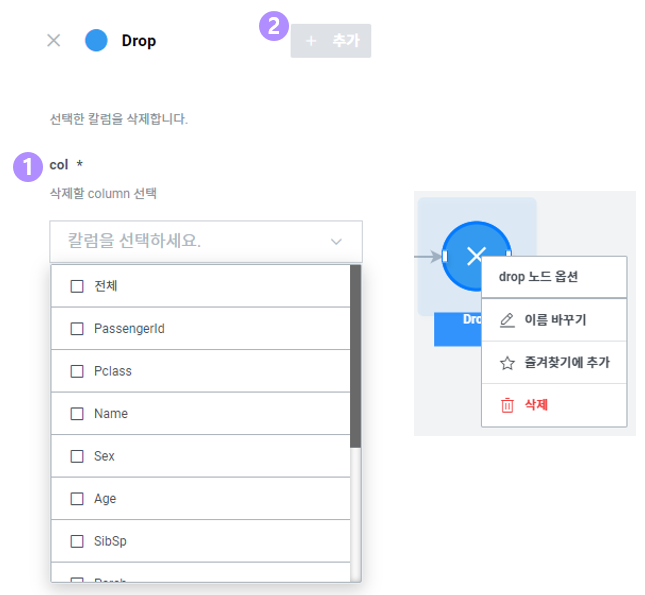 Drop
2
+ 추가
선택한 칼럼을 삭제합니다.
1
col *
삭제할 column 선택
칼럼을 선택하세요.
전체
PassengerId
Pclass
Name
Sex
Age
SibSp
drop 노드 옵션
이름 바꾸기
즐겨찾기에 추가
삭제